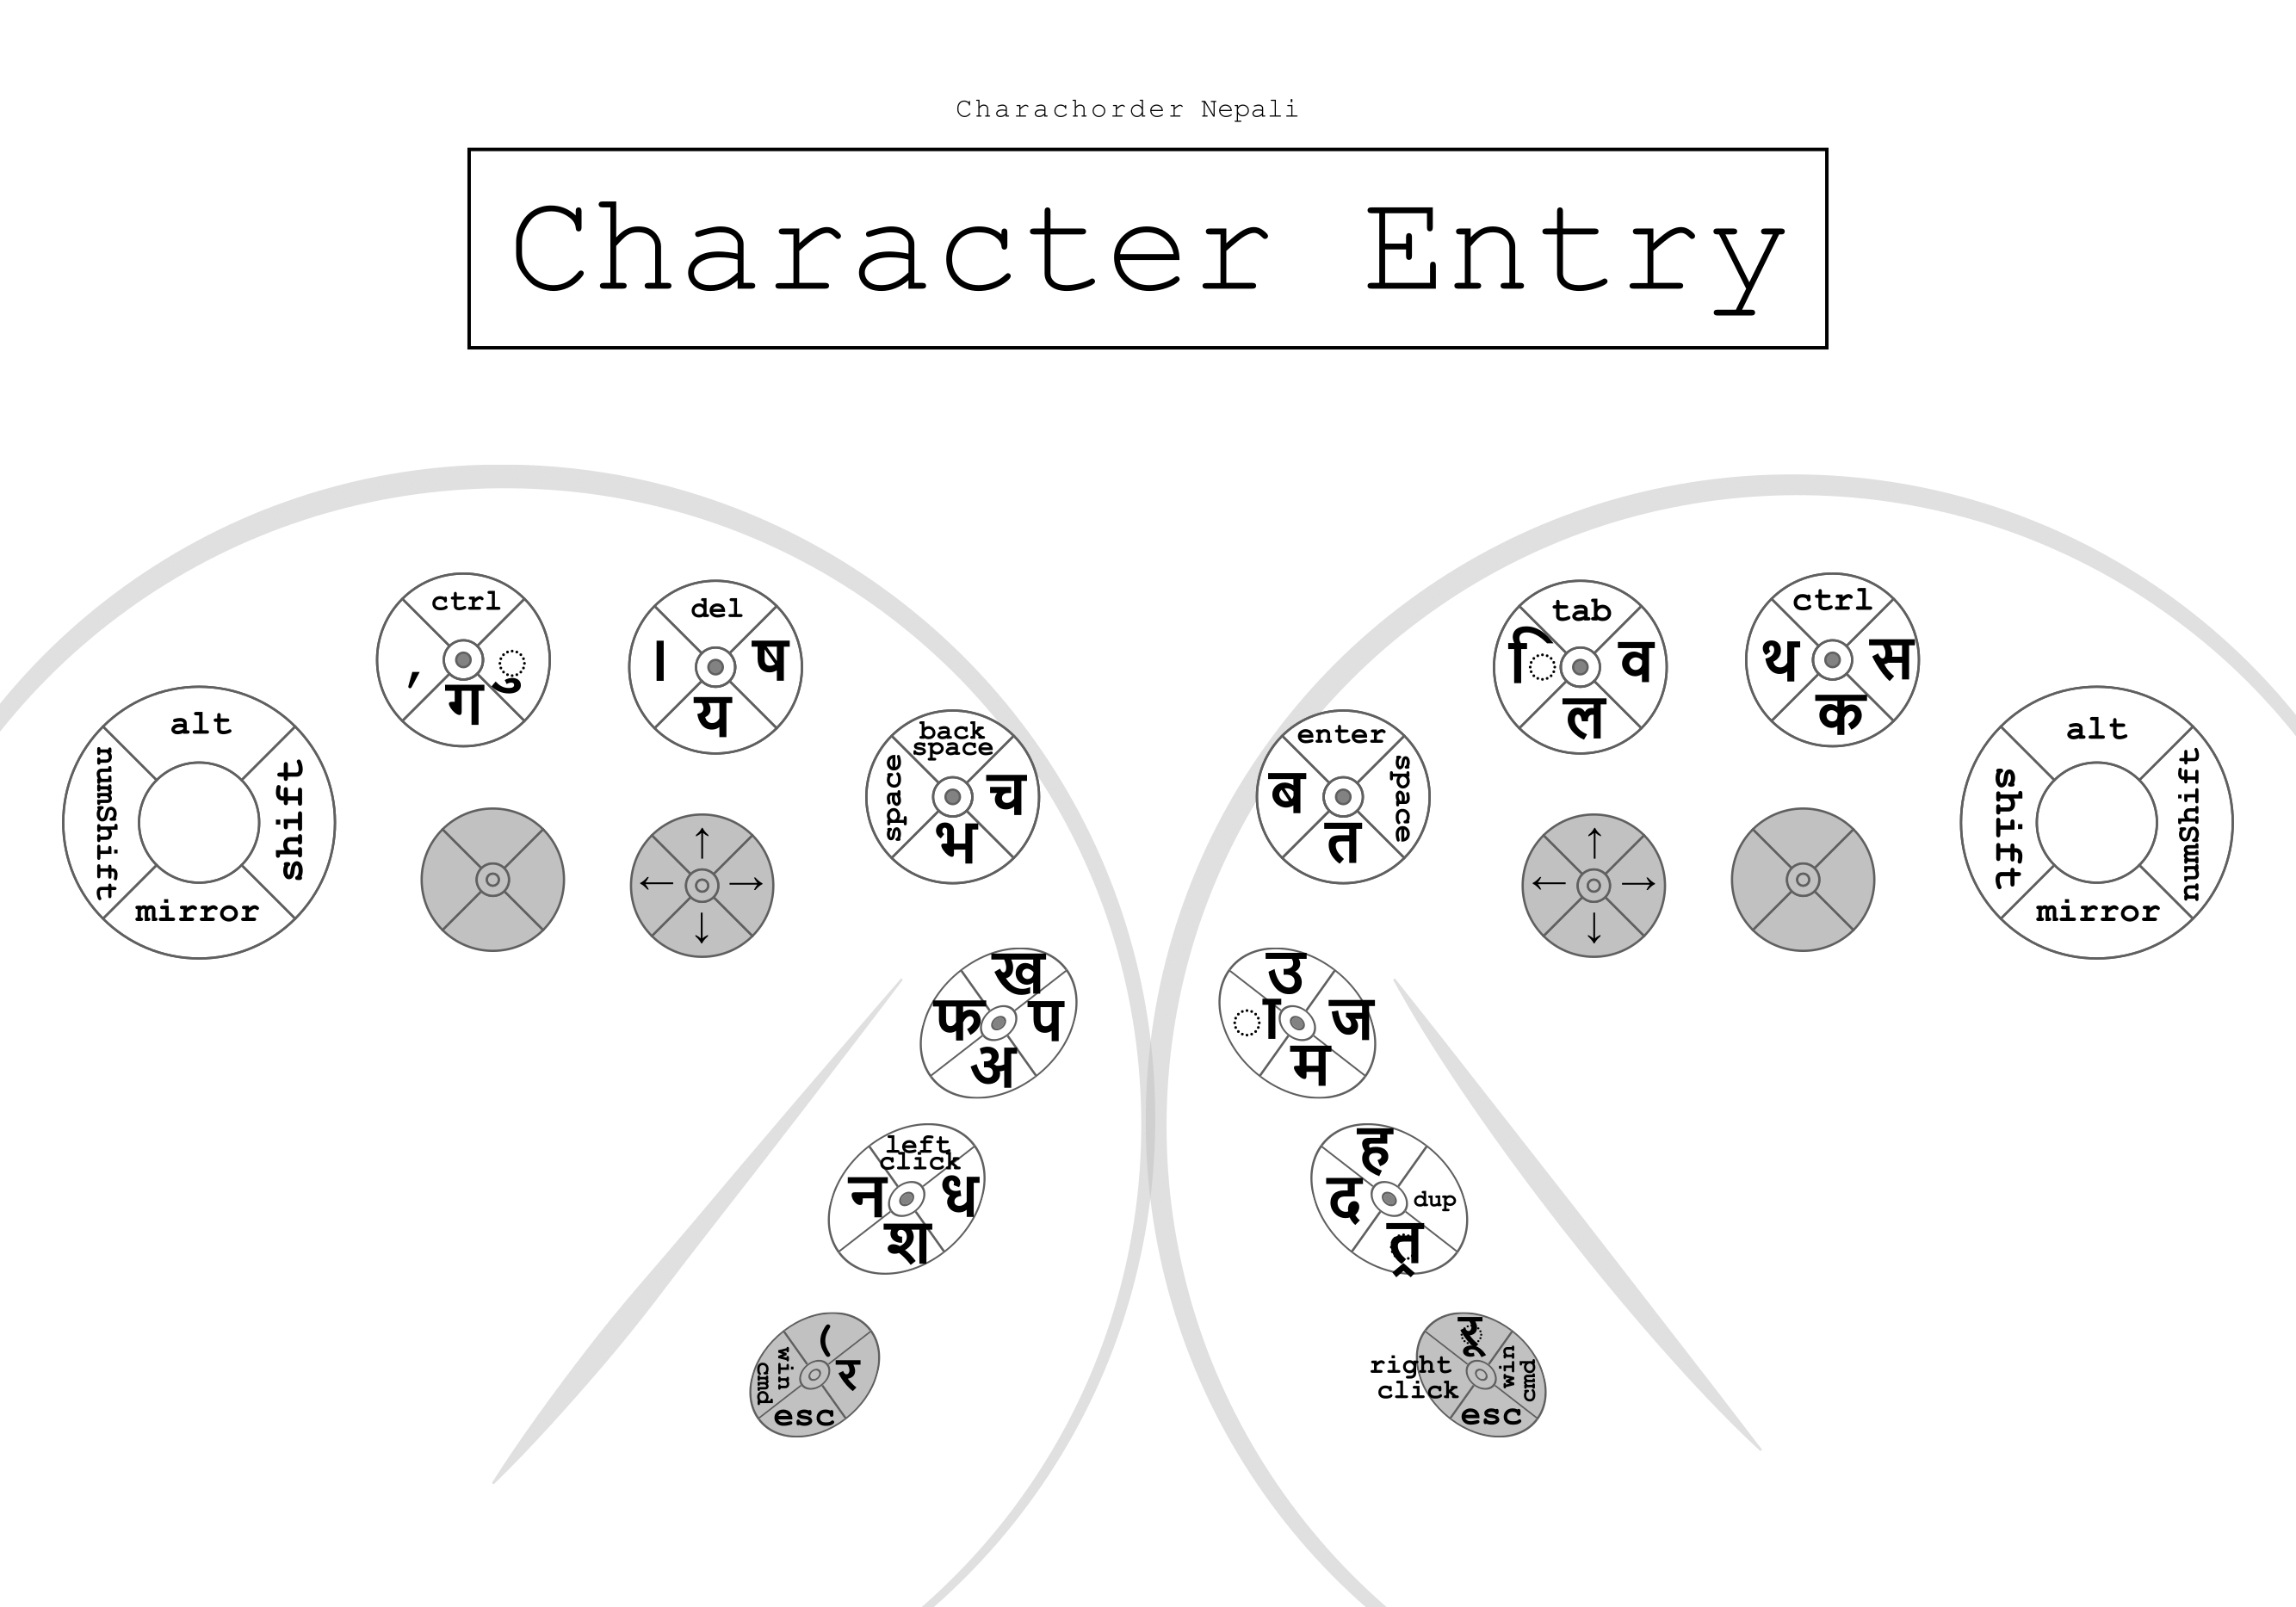 Charachorder Nepali
Character Entry
ctrl
, ु
ग
del
। ष
य
tab
ि व
ल
ctrl
थ स
क
alt
numShift shift
mirror
back
space
space च
भ
enter
ब space
त
alt
shift numShift
mirror
↑
← →
↓
↑
← →
↓
ख
फ प
अ
उ
ा ज
म
left
click
न ध
श
ह
द dup
त्र
(
win
cmd
र
esc
रू
right
click
win
cmd
esc